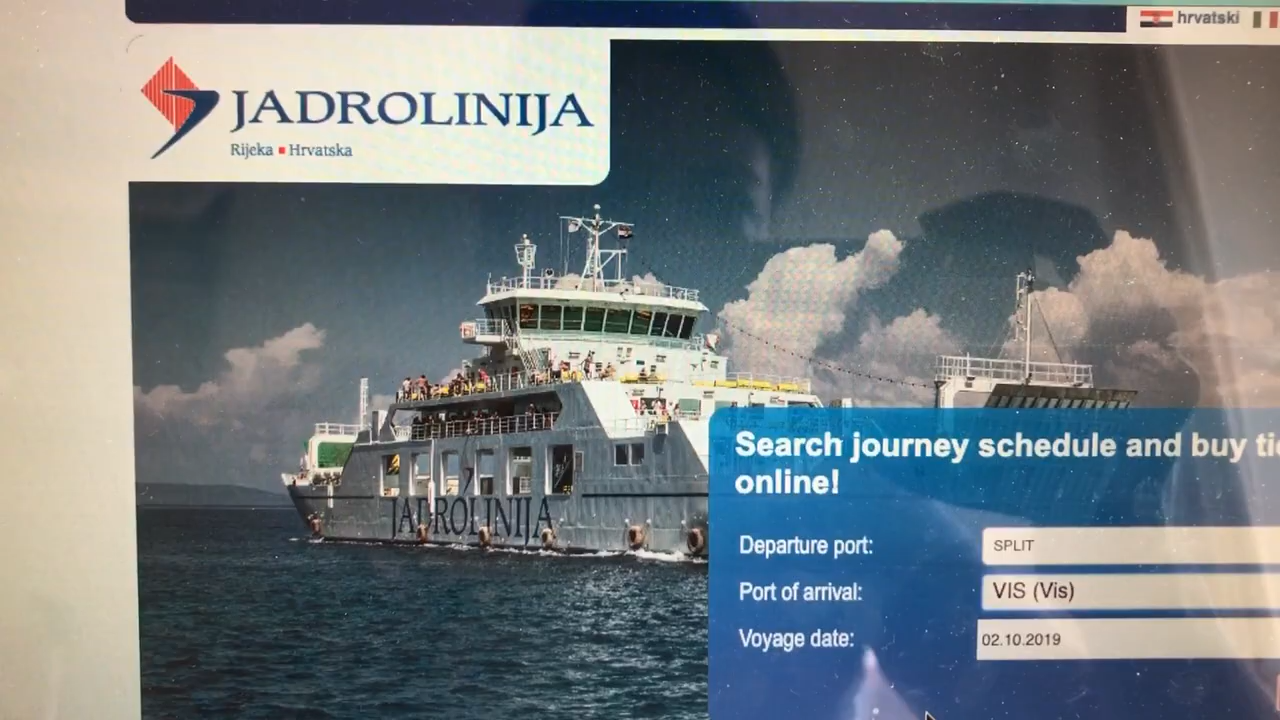 hrvatski
JADROLINIJA
Rijeka ▪ Hrvatska
JADROLINIJA
Search journey schedule and buy
online!
Departure port:
SPLIT
Port of arrival:
VIS (Vis)
Voyage date:
02.10.2019